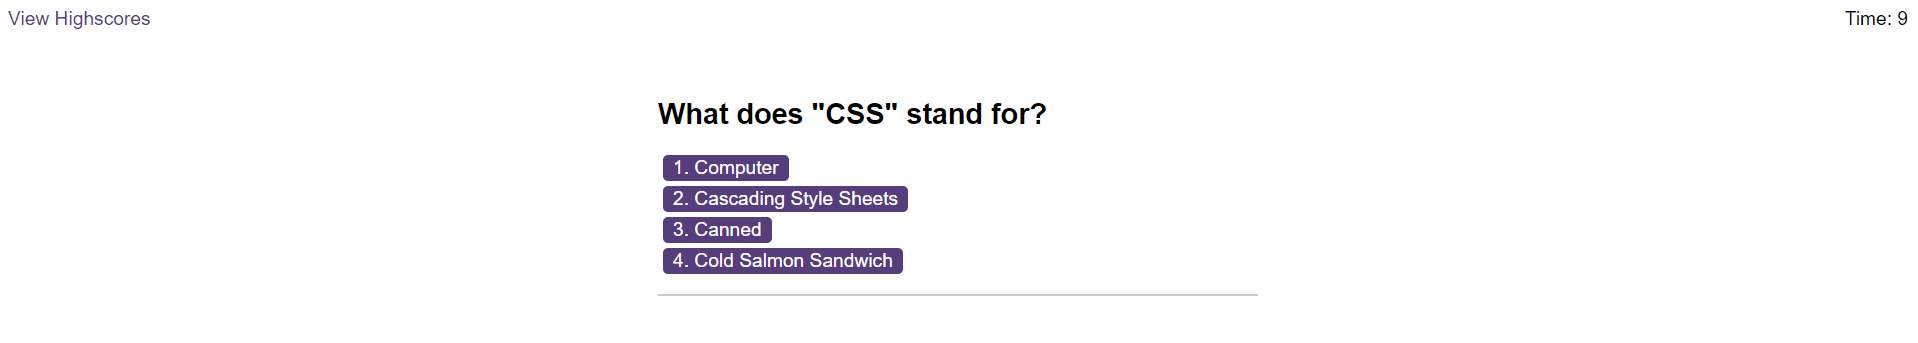 View Highscores
Time: 9
What does "CSS" stand for?
1. Computer
2. Cascading Style Sheets
3. Canned
4. Cold Salmon Sandwich